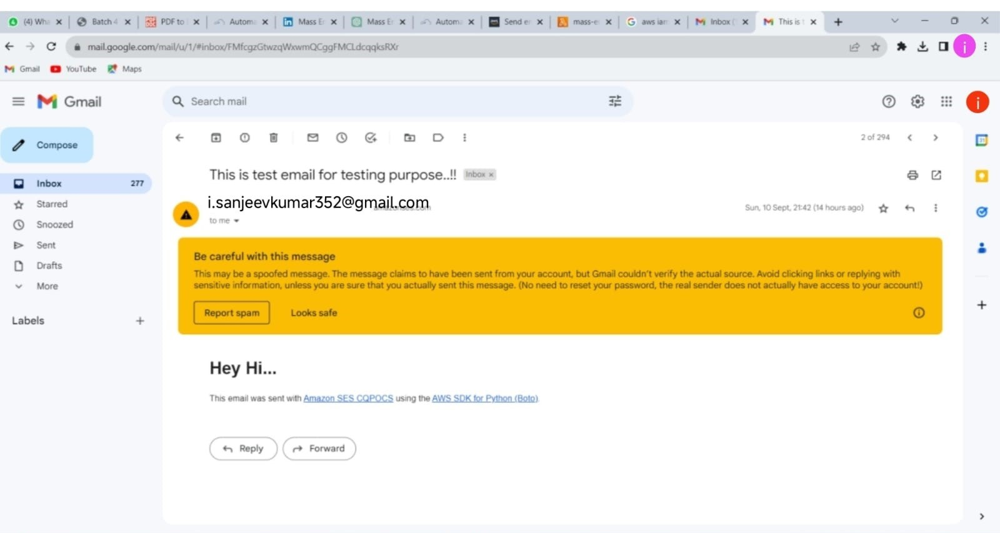 (4) Wha
Batch 4
PDF to
Automa
Mass E
Mass E
Automa
Send e
mass-e
aws iam
Inbox (
This is t
mail.google.com/mail/u/1/#inbox/FMfcgzGtwzqWxwmQCggFMCLdcqqksRXr
i
Gmail YouTube Maps
Gmail
Search mail
i
Compose
2 of 294
This is test email for testing purpose..!! Inbox ×
Inbox 277
i.sanjeevkumar352@gmail.com
amazonses.com
Sun, 10 Sept, 21:42 (14 hours ago)
to me
Starred
Snoozed
Sent
Drafts
More
Labels
Be careful with this message
This may be a spoofed message. The message claims to have been sent from your account, but Gmail couldn't verify the actual source. Avoid clicking links or replying with
sensitive information, unless you are sure that you actually sent this message. (No need to reset your password, the real sender does not actually have access to your account!)
Report spam Looks safe
Hey Hi...
This email was sent with Amazon SES CQPOCS using the AWS SDK for Python (Boto).
Reply Forward
31